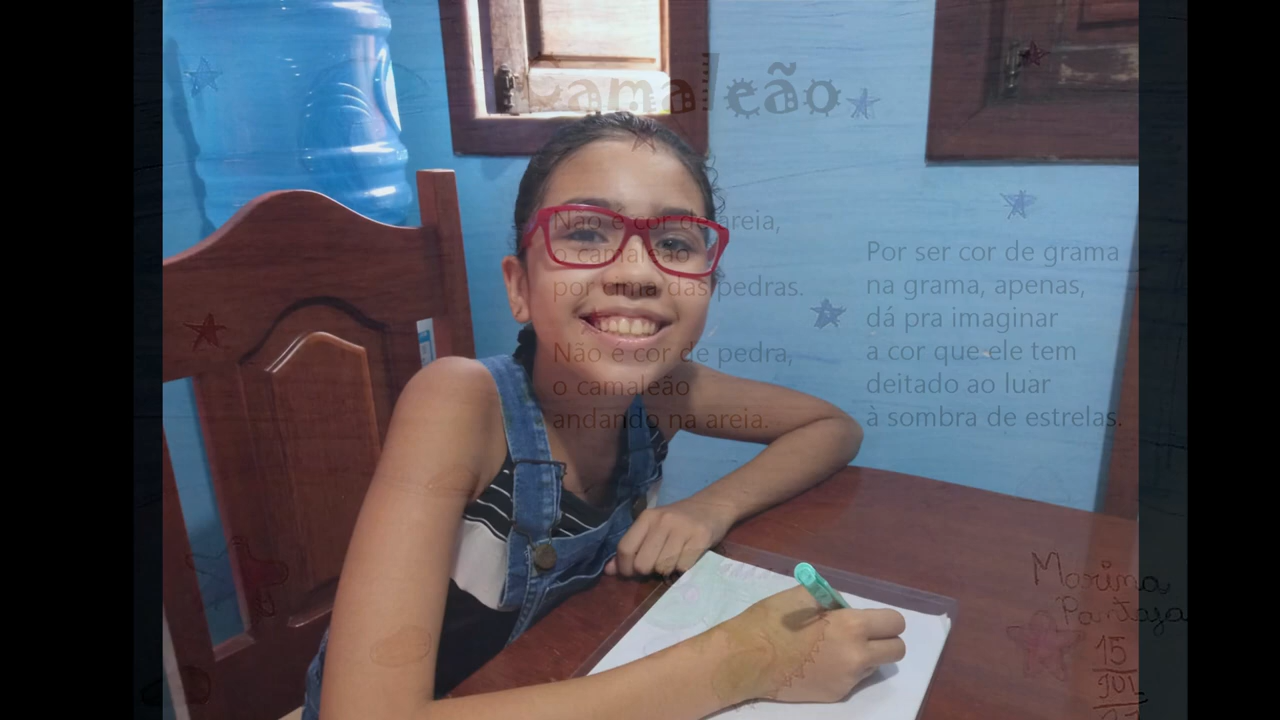 Camaleão
Não é cor de areia,
o camaleão
por cima das pedras.
Não é cor de pedra,
o camaleão
andando na areia.
Por ser cor de grama
na grama, apenas,
dá pra imaginar
a cor que ele tem
deitado ao luar
à sombra de estrelas.
Marina
Pantoja
15
JUL